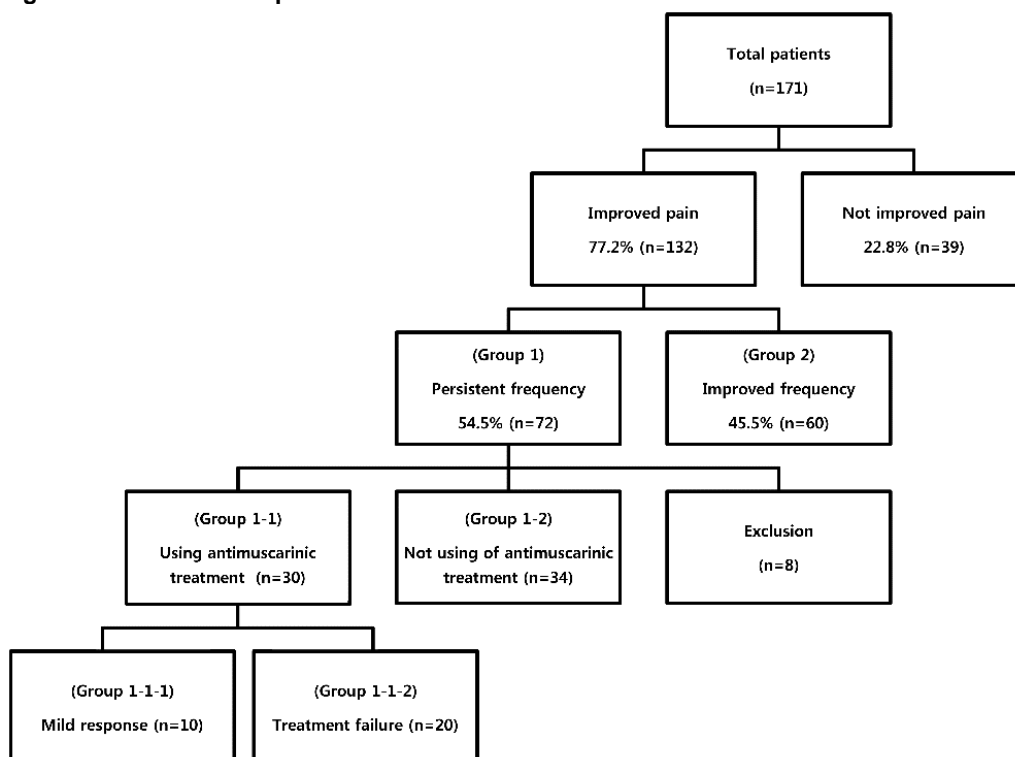 Total patients
(n=171)
Improved pain
77.2% (n=132)
Not improved pain
22.8% (n=39)
(Group 1)
Persistent frequency
54.5% (n=72)
(Group 2)
Improved frequency
45.5% (n=60)
(Group 1-1)
Using antimuscarinic
treatment (n=30)
(Group 1-2)
Not using of antimuscarinic
treatment (n=34)
Exclusion
(n=8)
(Group 1-1-1)
Mild response (n=10)
(Group 1-1-2)
Treatment failure (n=20)